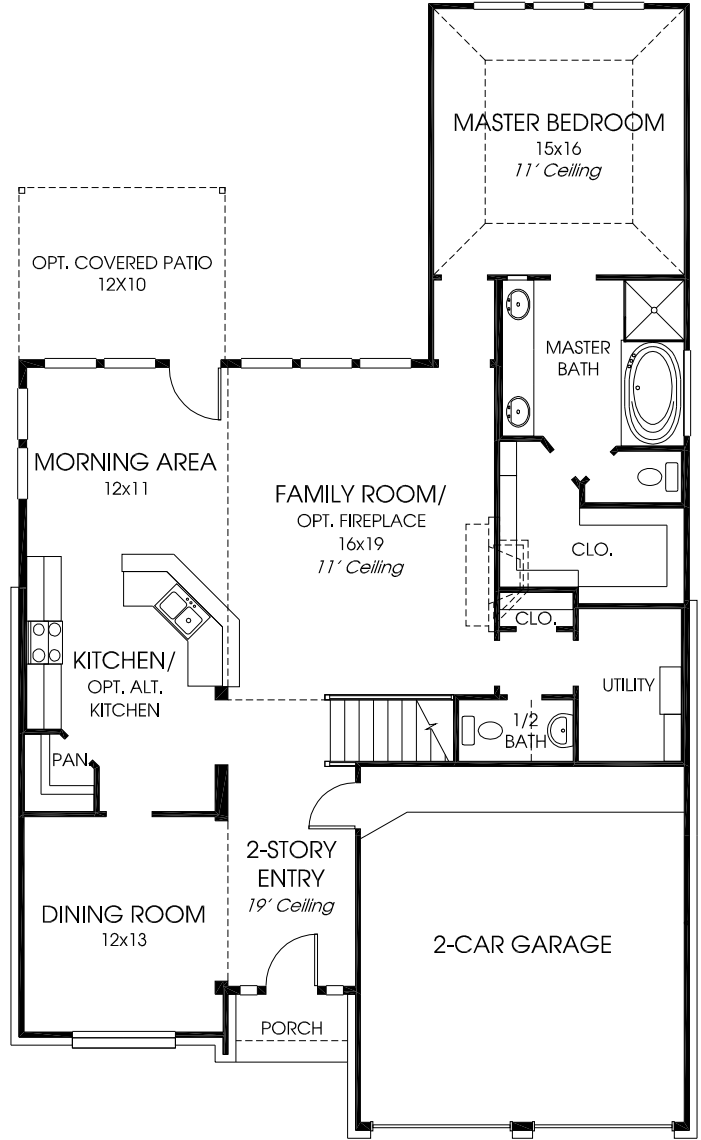 MASTER BEDROOM
15x16
11' Ceiling
OPT. COVERED PATIO
12X10
MASTER
BATH
MORNING AREA
12x11
FAMILY ROOM/
OPT. FIREPLACE
16x19
11' Ceiling
CLO.
CLO.
KITCHEN/
OPT. ALT.
KITCHEN
UTILITY
1/2
BATH
PAN
2-STORY
ENTRY
19' Ceiling
DINING ROOM
12x13
2-CAR GARAGE
PORCH